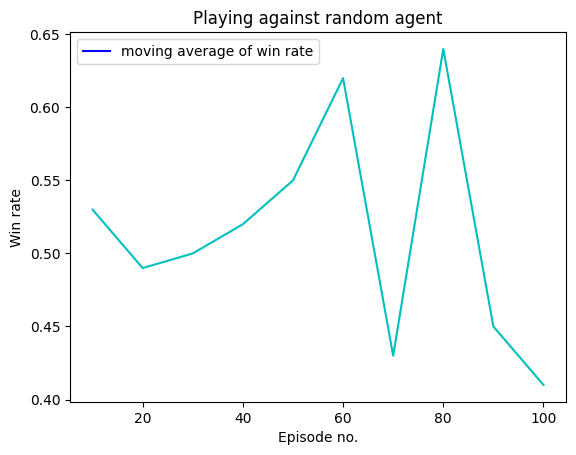 Playing against random agent
moving average of win rate
Win rate
0.65
0.60
0.55
0.50
0.45
0.40
20 40 60 80 100
Episode no.